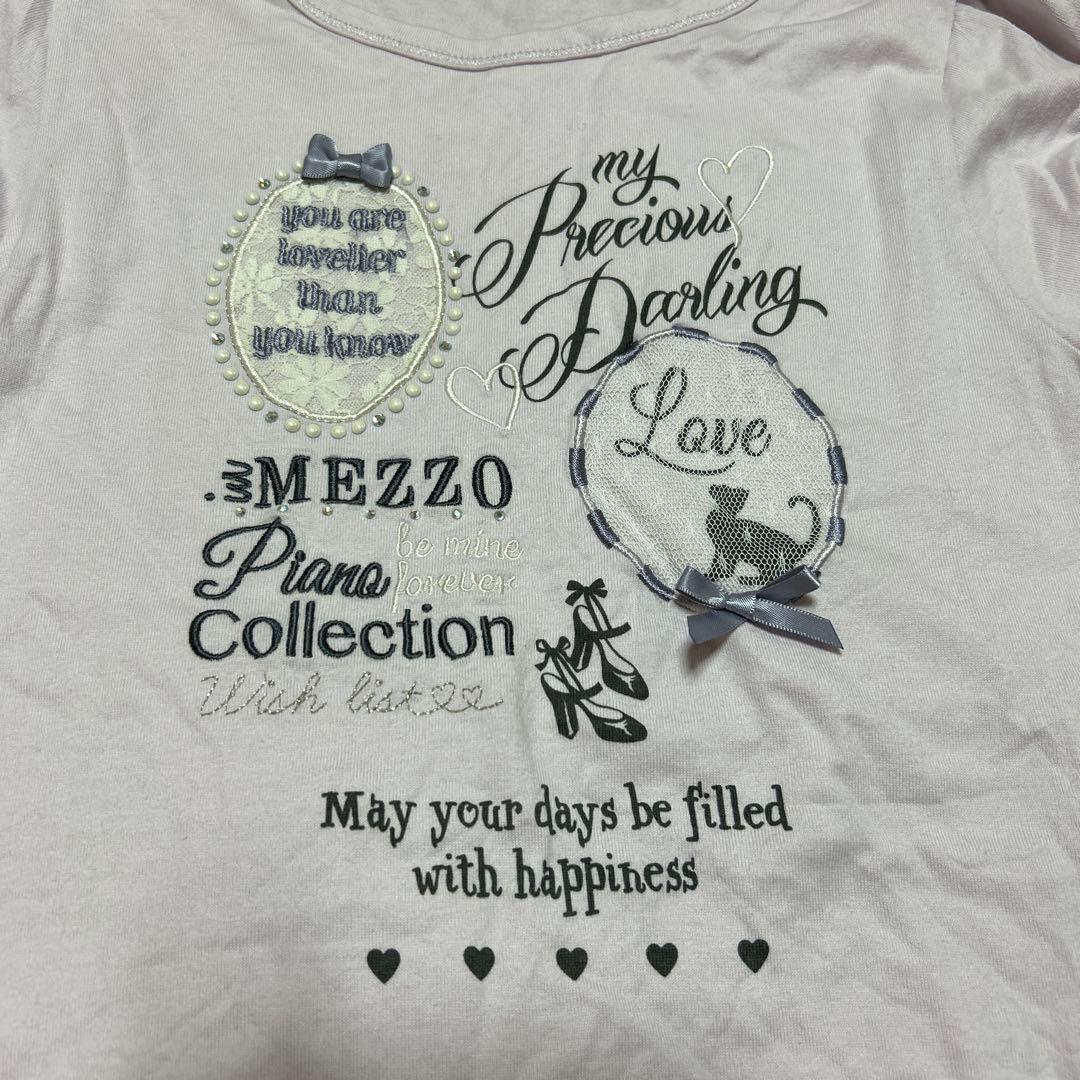 you are
lovelier
than
you know
my
Precious
Darling
Love
MEZZO
Piano
be mine
forever
Collection
Wish list
May your days be filled
with happiness